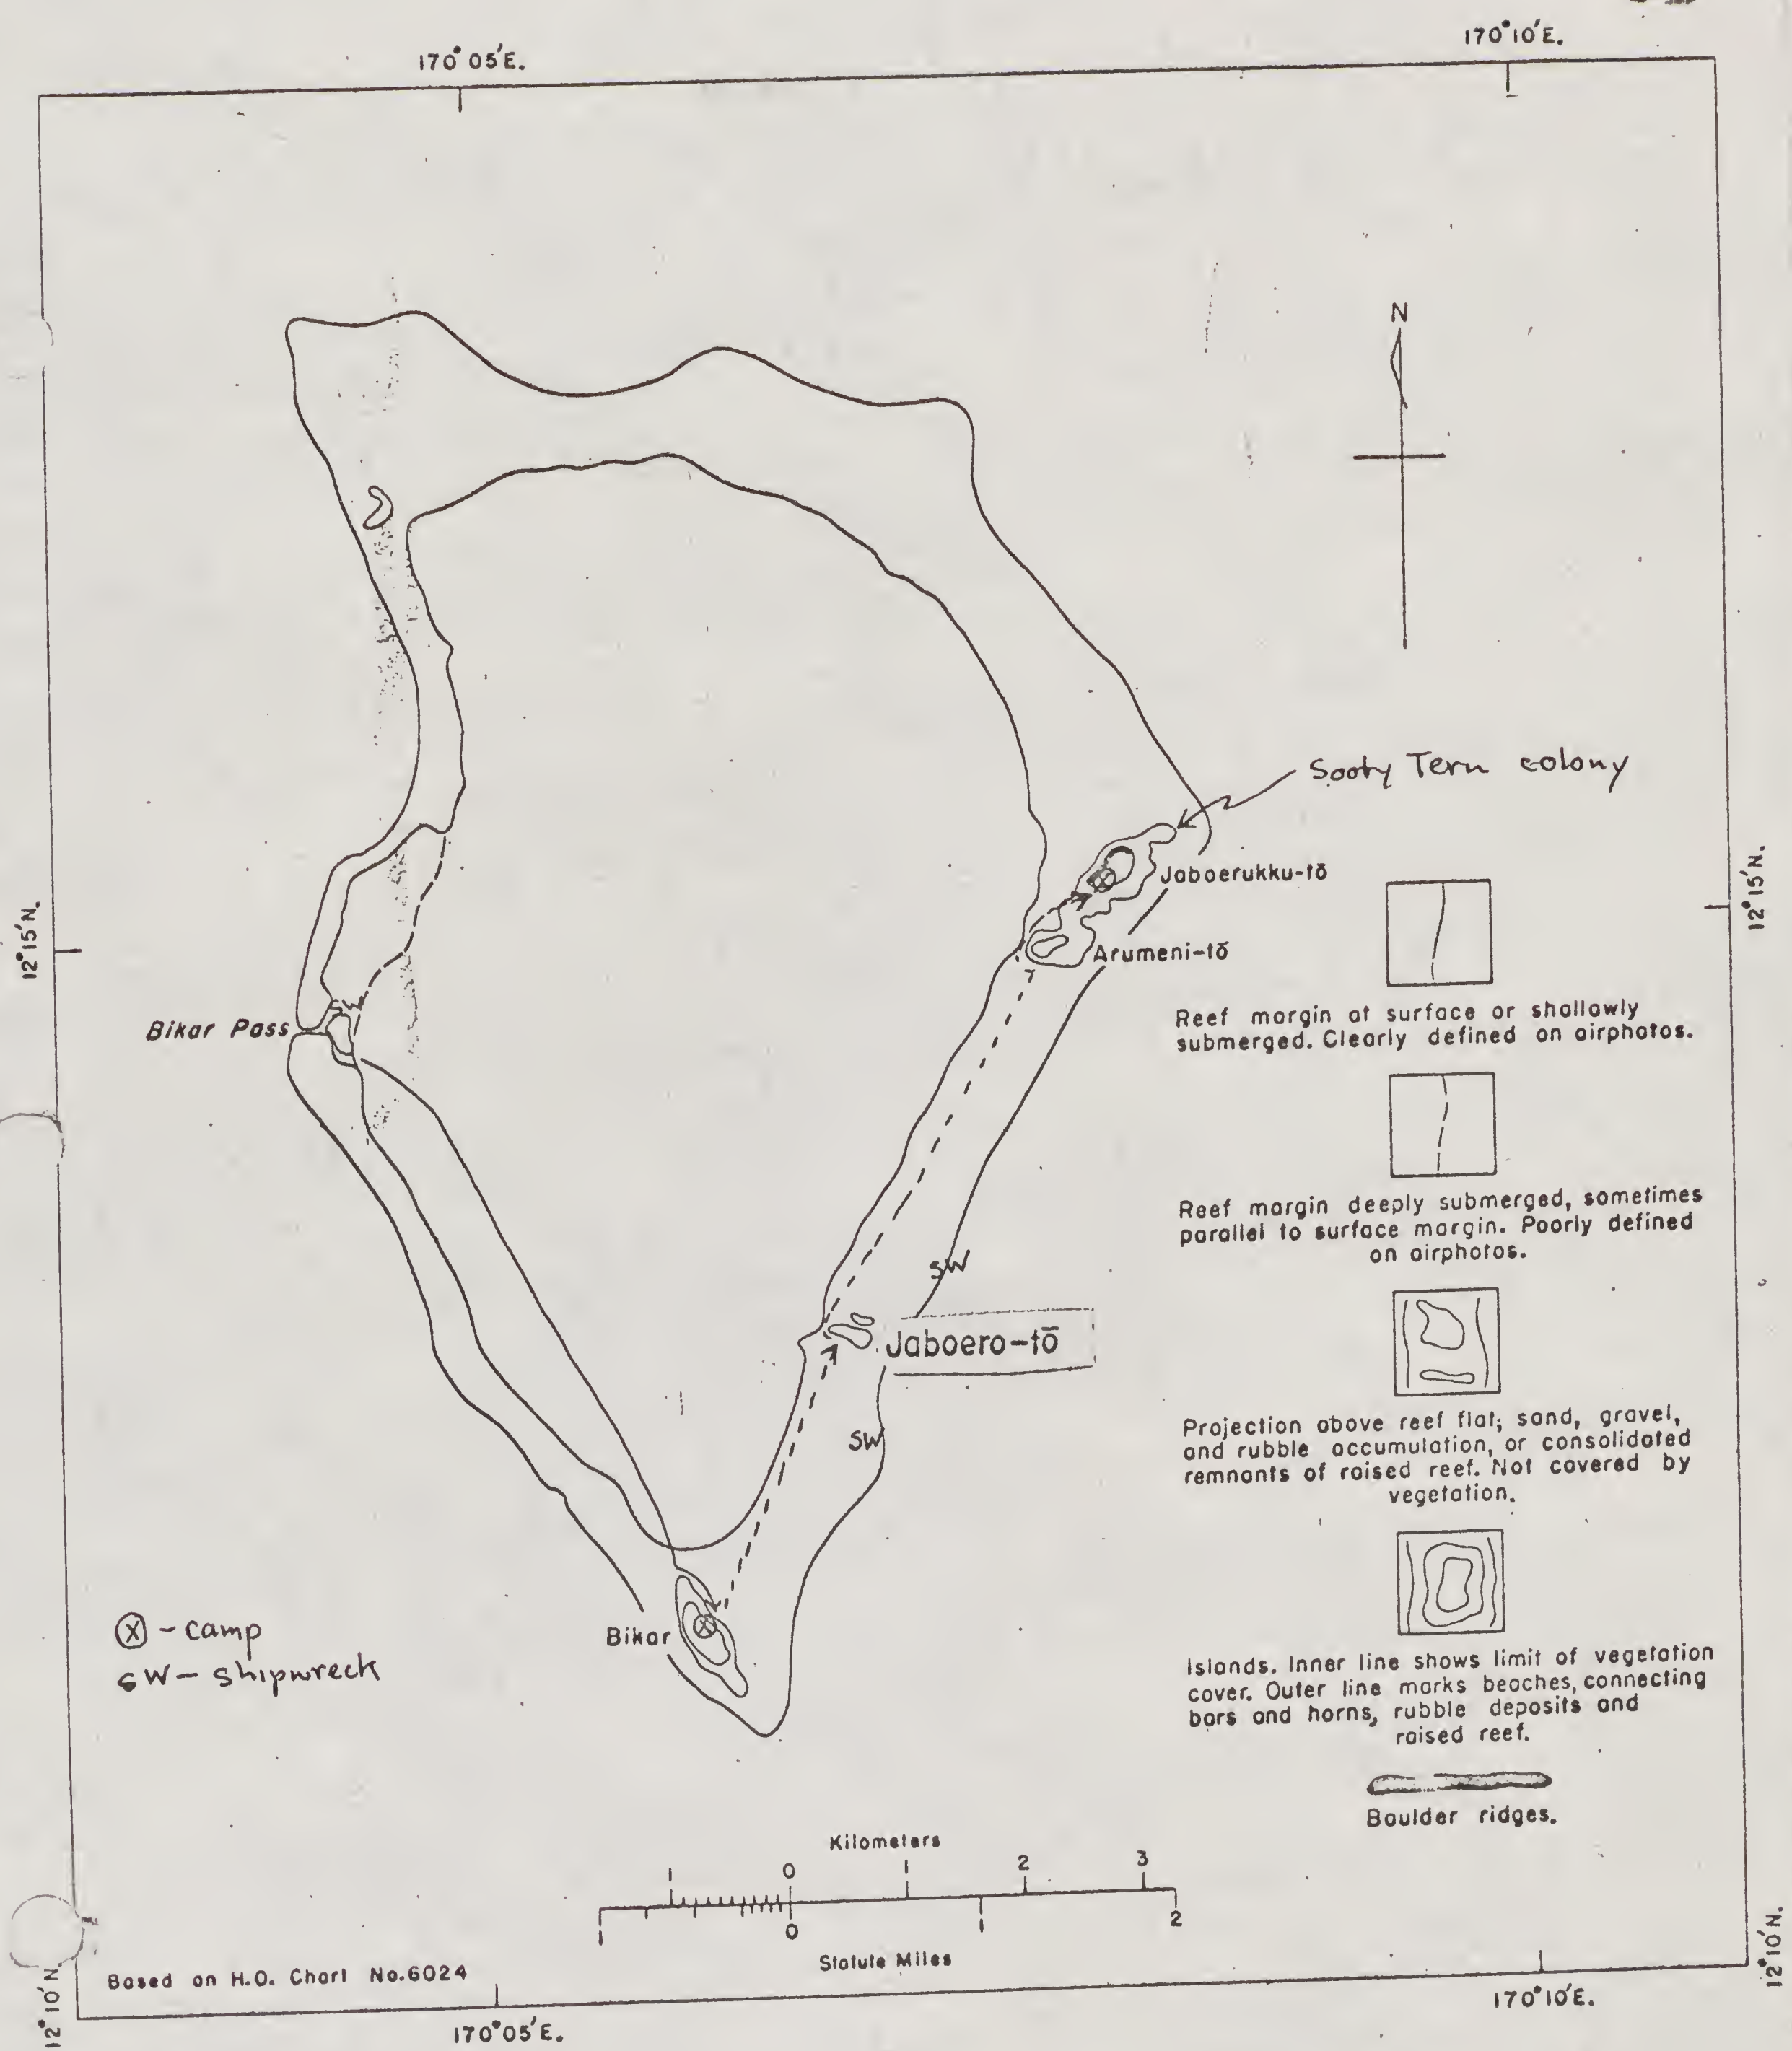 170° 05'E.
170° 10'E.
N
Sooty Tern colony
Jaboerukku-tō
12° 15'N.
12° 15'N.
Arumeni-tō
Bikar Pass
Reef margin at surface or shallowly
submerged. Clearly defined on airphotos.
Reef margin deeply submerged, sometimes
parallel to surface margin. Poorly defined
on airphotos.
SW
Jaboero-tō
SW
Projection above reef flat; sand, gravel,
and rubble accumulation, or consolidated
remnants of raised reef. Not covered by
vegetation.
Bikar
ⓧ - camp
SW - shipwreck
Islands. Inner line shows limit of vegetation
cover. Outer line marks beaches, connecting
bars and horns, rubble deposits and
raised reef.
Boulder ridges.
Kilometers
1 0 1 2 3
1 0 1 2
Statute Miles
Based on H.O. Chart No.6024
12° 10'N.
12° 10'N.
170° 05'E.
170° 10'E.